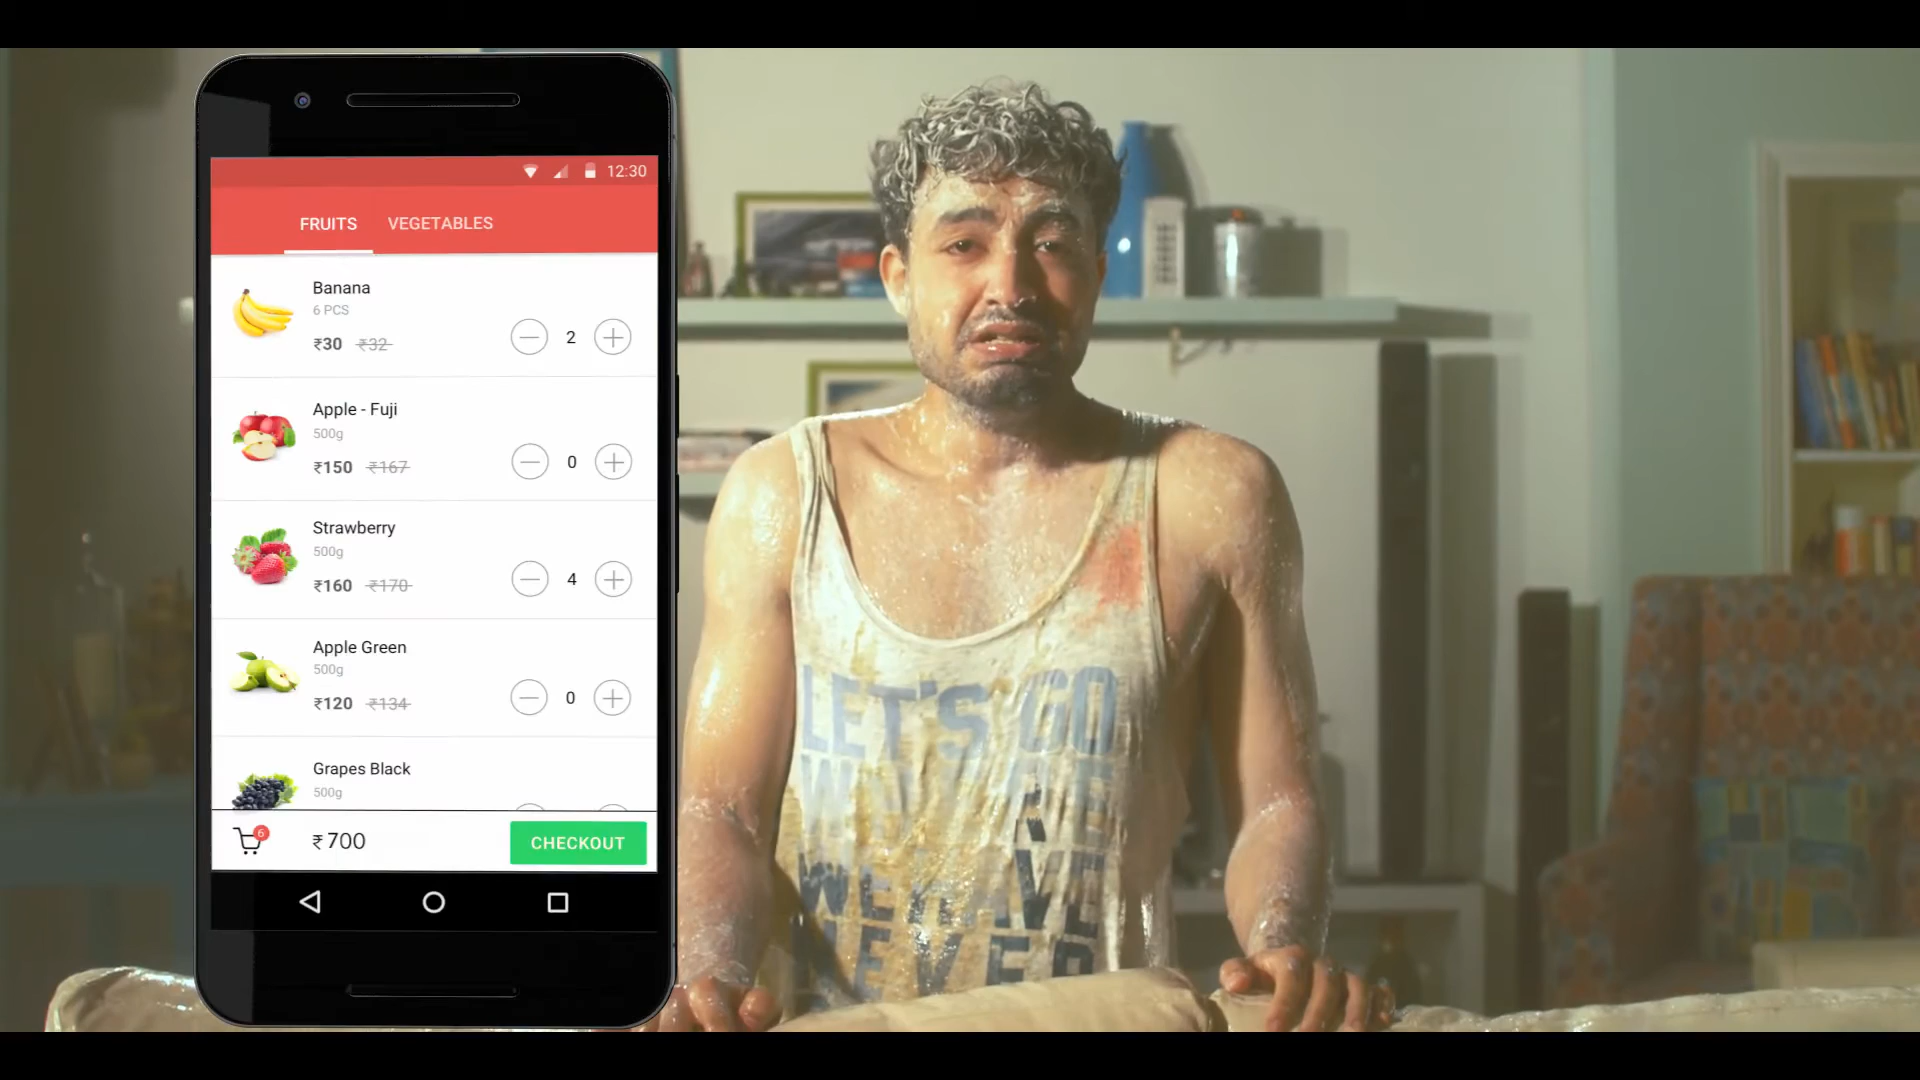 12:30
FRUITS VEGETABLES
Banana
6 PCS
₹30 ₹32
2
Apple - Fuji
500g
₹150 ₹167
0
Strawberry
500g
₹160 ₹170
4
Apple Green
500g
₹120 ₹134
0
Grapes Black
500g
6
₹700
CHECKOUT
LET'S GO
NEVER